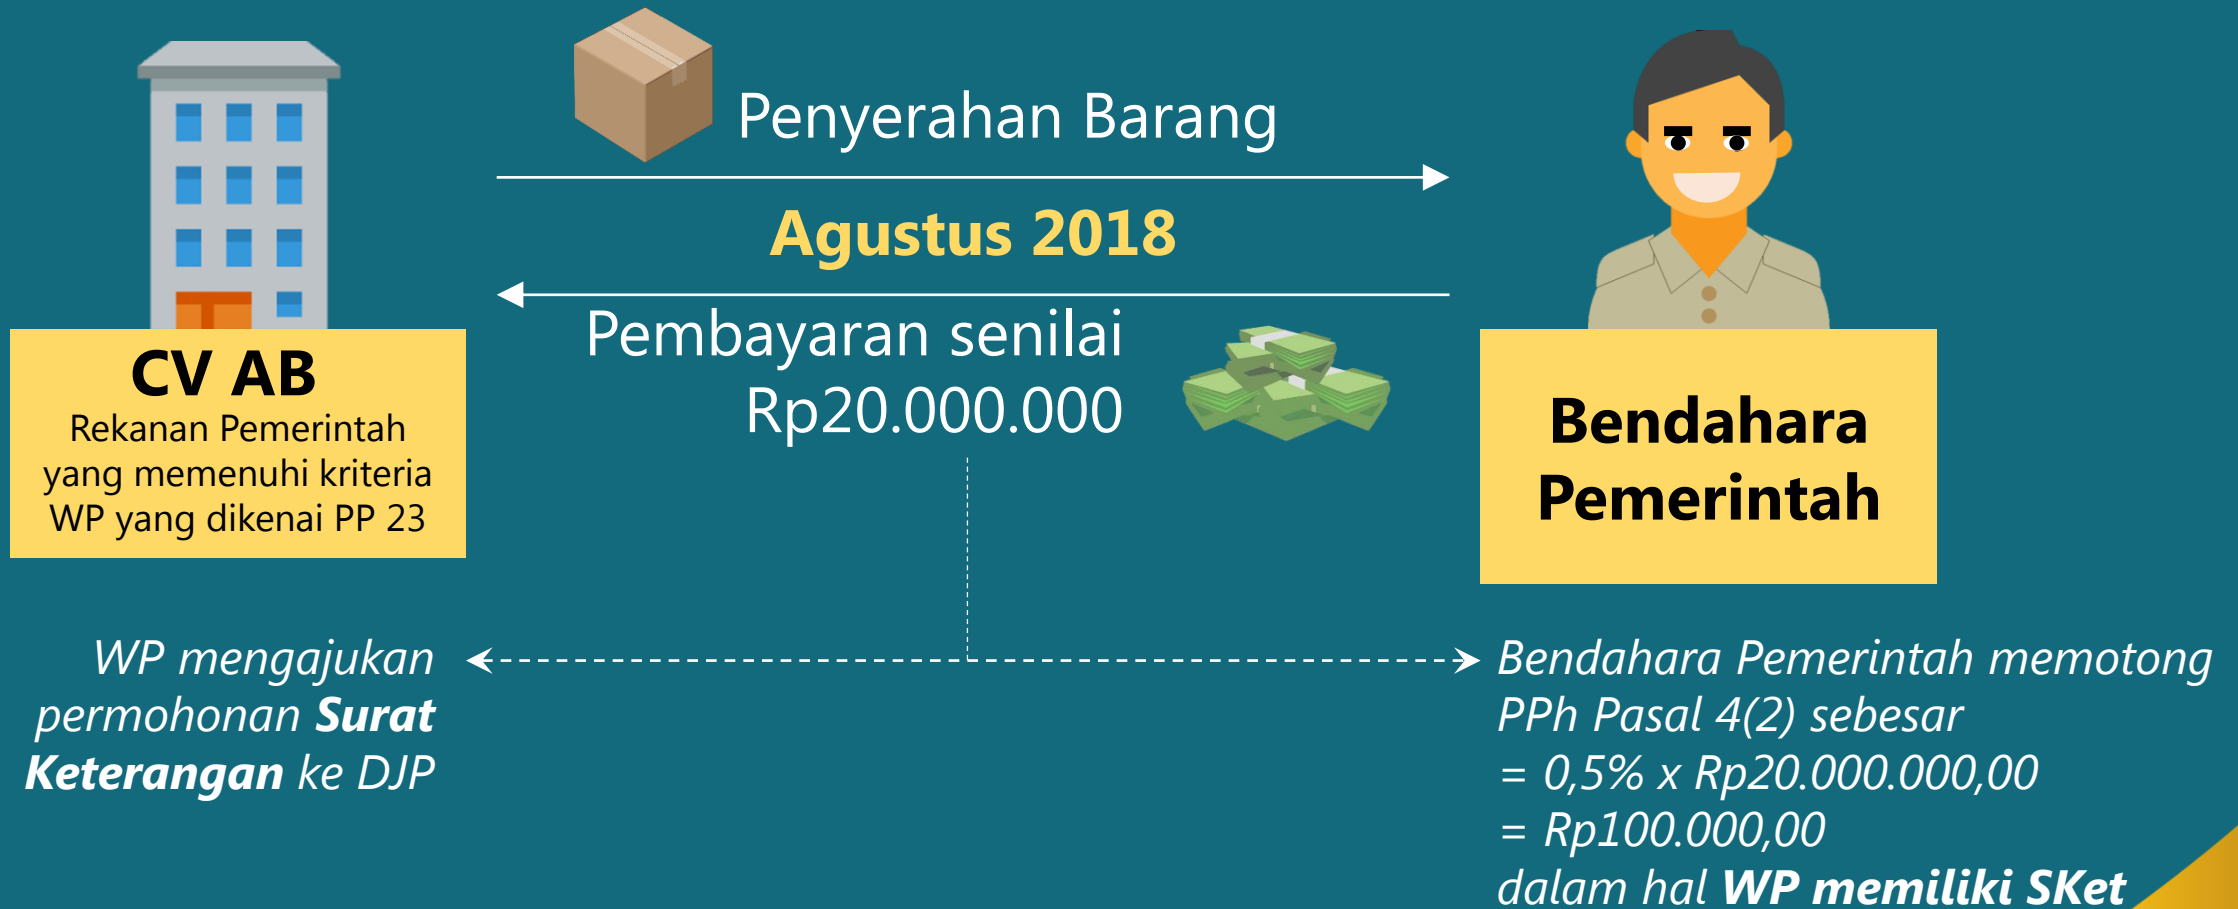 Penyerahan Barang
Agustus 2018
Pembayaran senilai
Rp20.000.000
CV AB
Rekanan Pemerintah
yang memenuhi kriteria
WP yang dikenai PP 23
Bendahara
Pemerintah
WP mengajukan
permohonan Surat
Keterangan ke DJP
Bendahara Pemerintah memotong
PPh Pasal 4(2) sebesar
= 0,5% x Rp20.000.000,00
= Rp100.000,00
dalam hal WP memiliki SKet